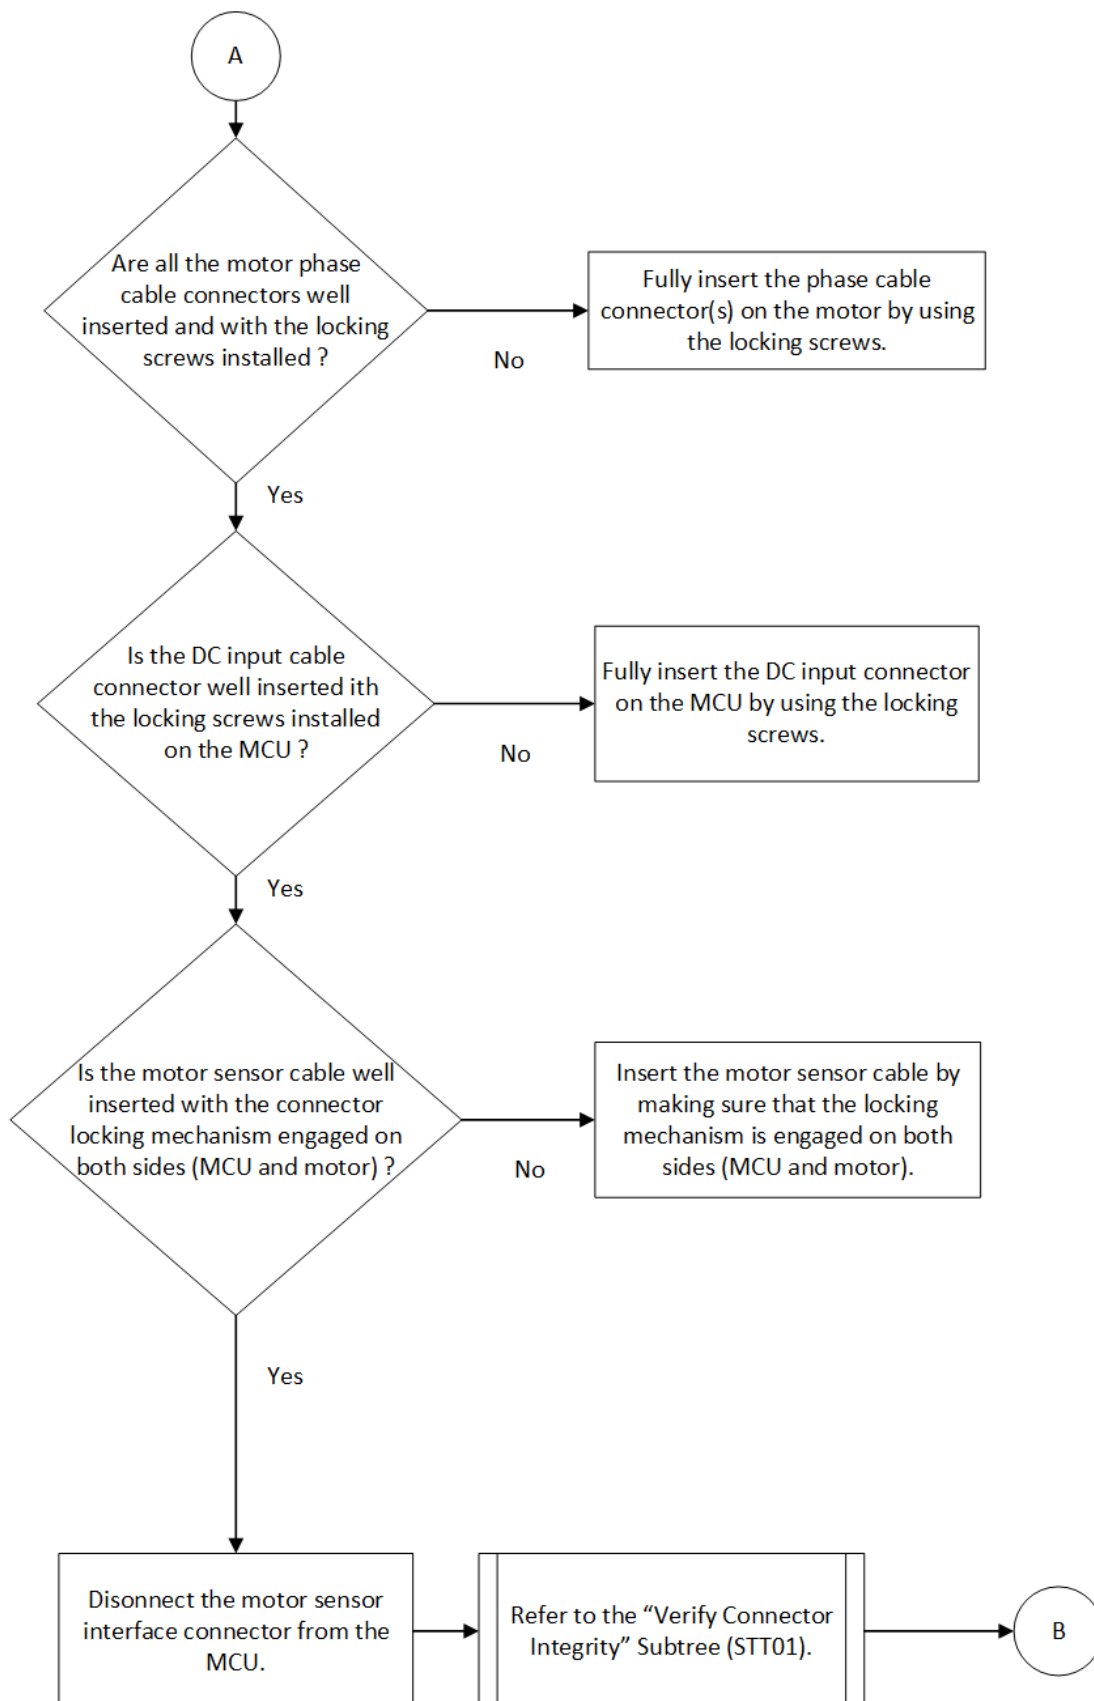 A
Are all the motor phase
cable connectors well
inserted and with the locking
screws installed ?
No
Fully insert the phase cable
connector(s) on the motor by using
the locking screws.
Yes
Is the DC input cable
connector well inserted ith
the locking screws installed
on the MCU ?
No
Fully insert the DC input connector
on the MCU by using the locking
screws.
Yes
Is the motor sensor cable well
inserted with the connector
locking mechanism engaged on
both sides (MCU and motor) ?
No
Insert the motor sensor cable by
making sure that the locking
mechanism is engaged on both
sides (MCU and motor).
Yes
Disonnect the motor sensor
interface connector from the
MCU.
Refer to the “Verify Connector
Integrity” Subtree (STT01).
B